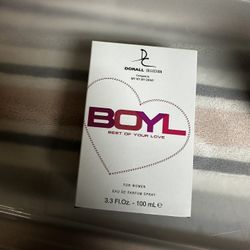 DC
DORALL COLLECTION
BOYL
BEST OF YOUR LOVE
FOR WOMEN
EAU DE PARFUM SPRAY
3.3 Fl.Oz. - 100 mL ℮